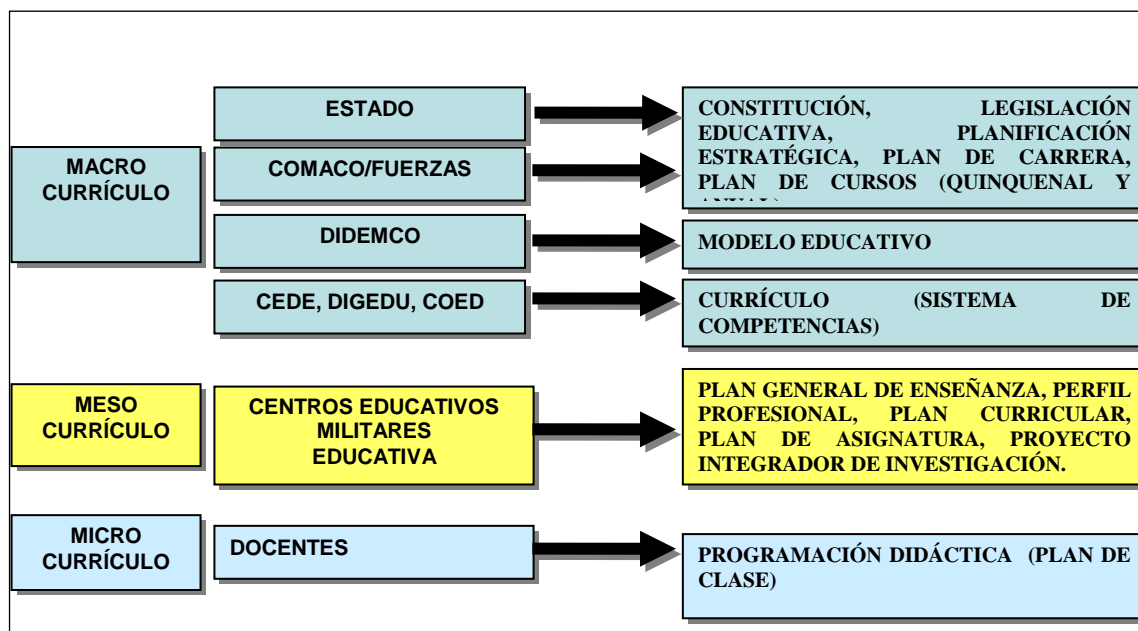 MACRO
CURRÍCULO
ESTADO
CONSTITUCIÓN, LEGISLACIÓN
EDUCATIVA, PLANIFICACIÓN
ESTRATÉGICA, PLAN DE CARRERA,
PLAN DE CURSOS (QUINQUENAL Y
ANUAL)
COMACO/FUERZAS
DIDEMCO
MODELO EDUCATIVO
CEDE, DIGEDU, COED
CURRÍCULO (SISTEMA DE
COMPETENCIAS)
MESO
CURRÍCULO
CENTROS EDUCATIVOS
MILITARES
EDUCATIVA
PLAN GENERAL DE ENSEÑANZA, PERFIL
PROFESIONAL, PLAN CURRICULAR,
PLAN DE ASIGNATURA, PROYECTO
INTEGRADOR DE INVESTIGACIÓN.
MICRO
CURRÍCULO
DOCENTES
PROGRAMACIÓN DIDÁCTICA (PLAN DE
CLASE)